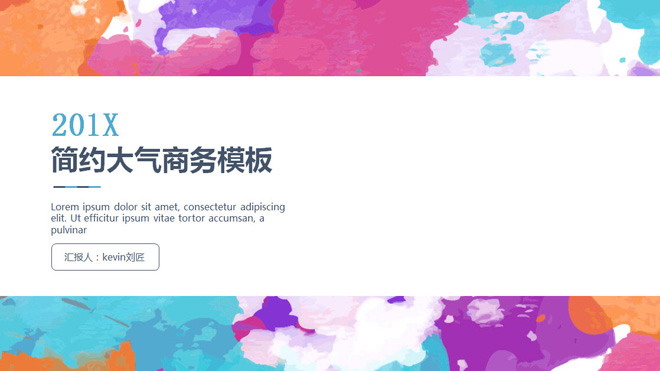 201X
简约大气商务模板
Lorem ipsum dolor sit amet, consectetur adipiscing
elit. Ut efficitur ipsum vitae tortor accumsan, a
pulvinar
汇报人：kevin刘匠